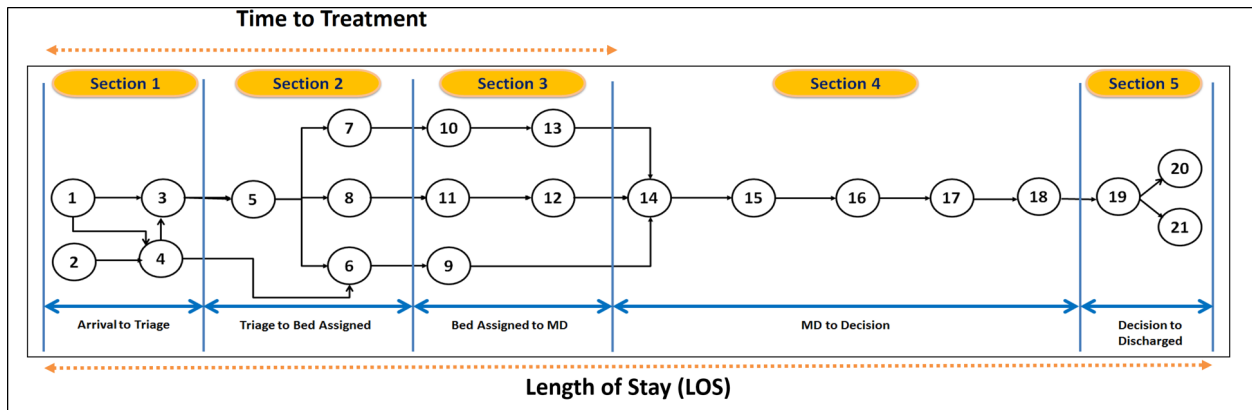 Time to Treatment
Section 1
Section 2
Section 3
Section 4
Section 5
7
10
13
20
1
3
5
8
11
12
14
15
16
17
18
19
21
2
4
6
9
Arrival to Triage
Triage to Bed Assigned
Bed Assigned to MD
MD to Decision
Decision to
Discharged
Length of Stay (LOS)